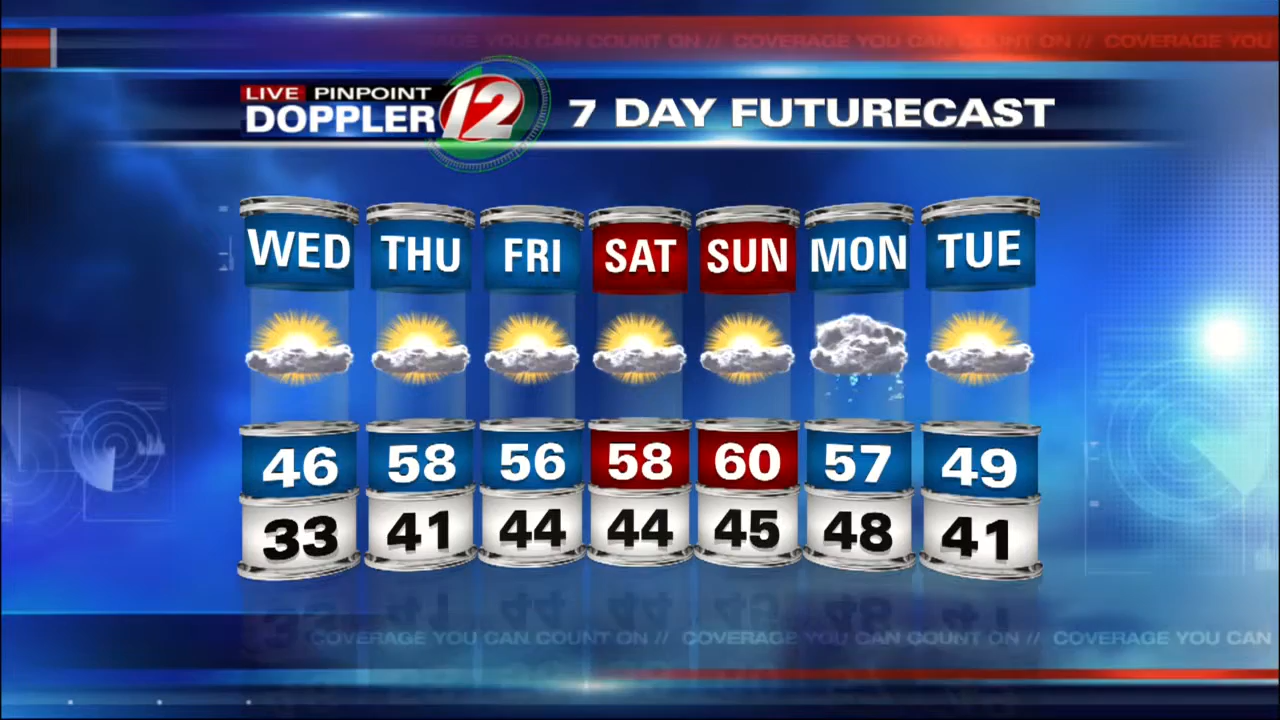 COVERAGE YOU CAN COUNT ON // COVERAGE YOU CAN COUNT ON // COVERAGE YOU
LIVE PINPOINT
DOPPLER 12
7 DAY FUTURECAST
WED THU FRI SAT SUN MON TUE
46 58 56 58 60 57 49
33 41 44 44 45 48 41
COVERAGE YOU CAN COUNT ON // COVERAGE YOU CAN COUNT ON // COVERAGE YOU CAN